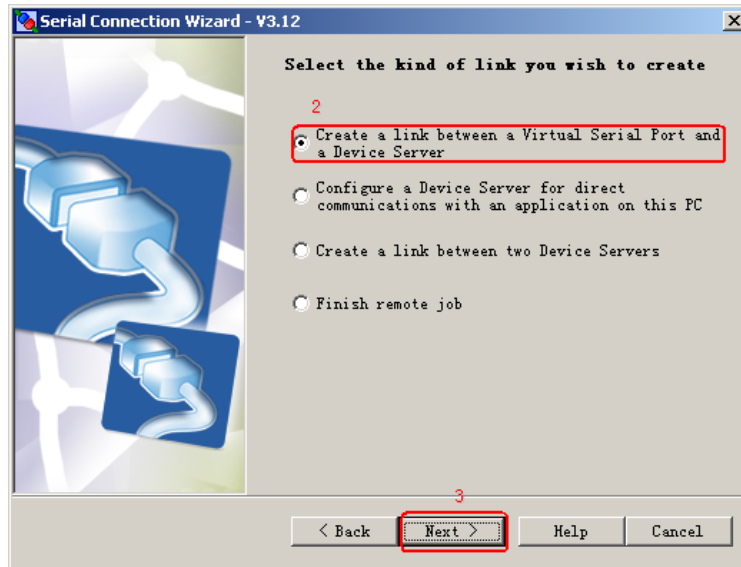 Serial Connection Wizard - V3.12
Select the kind of link you wish to create
2
Create a link between a Virtual Serial Port and
a Device Server
Configure a Device Server for direct
communications with an application on this PC
Create a link between two Device Servers
Finish remote job
3
< Back
Next >
Help
Cancel